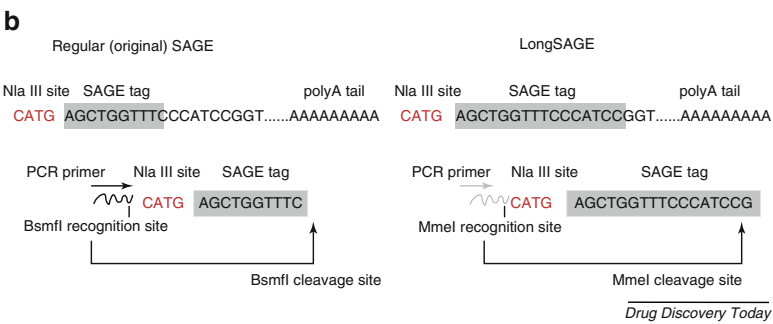 b
Regular (original) SAGE
LongSAGE
Nla III site SAGE tag polyA tail
CATG AGCTGGTTTCCCATCCGGT......AAAAAAAAA
Nla III site SAGE tag polyA tail
CATG AGCTGGTTTCCCATCCGGT......AAAAAAAAA
PCR primer Nla III site SAGE tag
CATG AGCTGGTTTC
BsmfI recognition site
BsmfI cleavage site
PCR primer Nla III site SAGE tag
CATG AGCTGGTTTCCCATCCG
MmeI recognition site
MmeI cleavage site
Drug Discovery Today